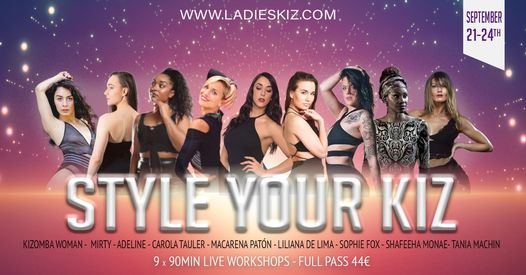 WWW.LADIESKIZ.COM
SEPTEMBER
21-24TH
STYLE YOUR KIZ
KIZOMBA WOMAN - MIRTY - ADELINE - CAROLA TAULER - MACARENA PATÓN - LILIANA DE LIMA - SOPHIE FOX - SHAFEEHA MONAE- TANIA MACHIN
9 x 90MIN LIVE WORKSHOPS - FULL PASS 44€